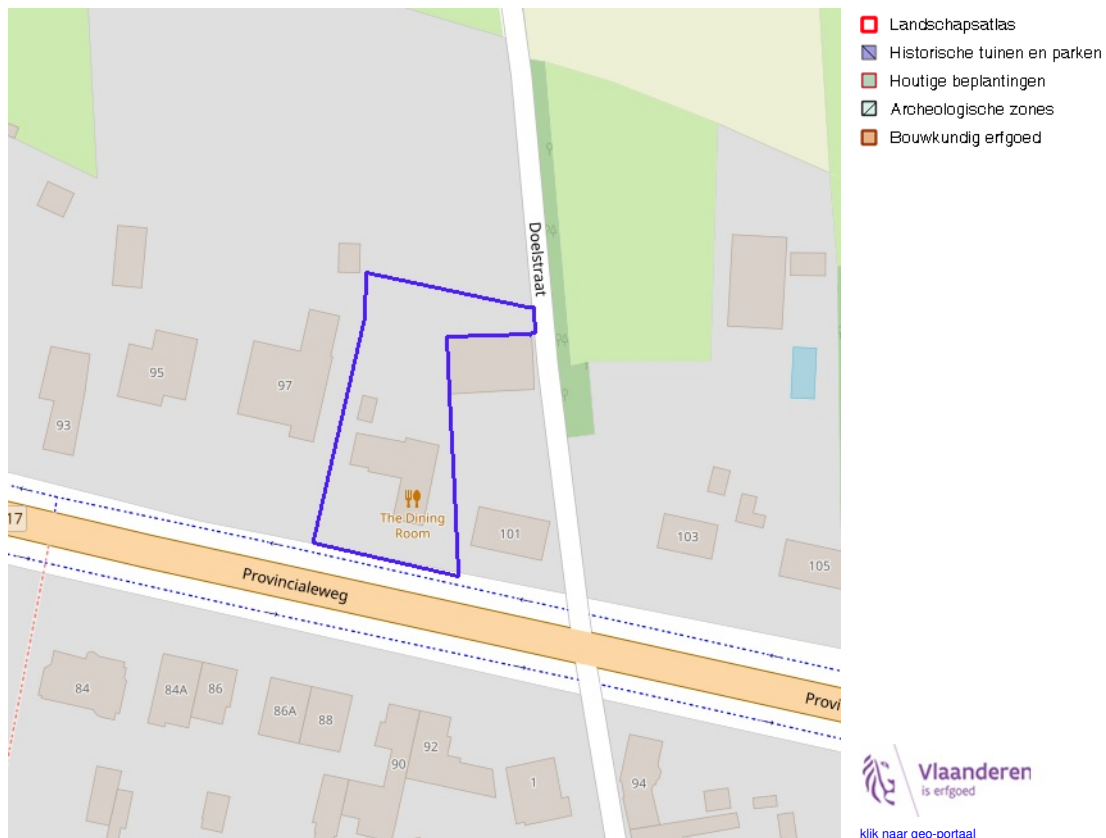 Landschapsatlas
Historische tuinen en parken
Houtige beplantingen
Archeologische zones
Bouwkundig erfgoed
Doelstraat
95
97
93
The Dining
Room
17
101
103
105
Provincialeweg
Provi
84
84A
86
86A
88
92
90
1
94
Vlaanderen
is erfgoed
klik naar geo-portaal